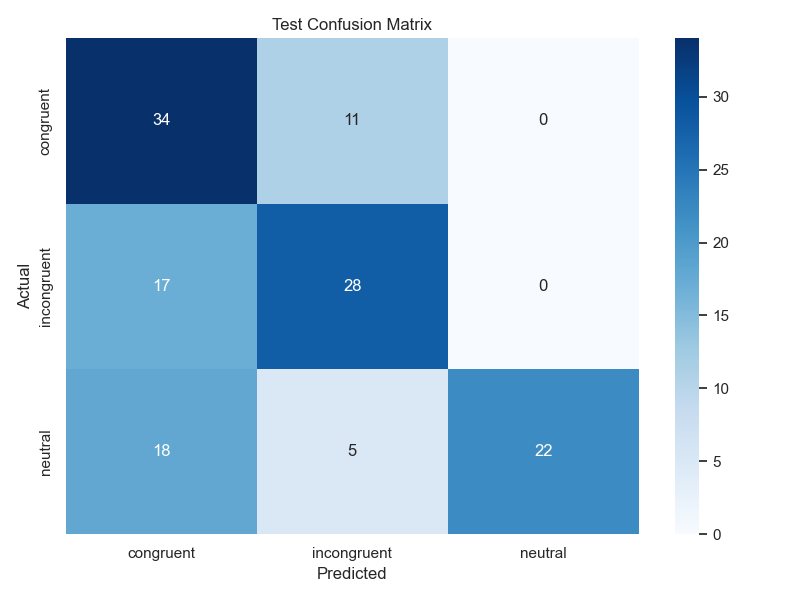 Test Confusion Matrix
congruent
34
11
0
incongruent
17
28
0
neutral
18
5
22
Actual
congruent
incongruent
neutral
Predicted
30
25
20
15
10
5
0